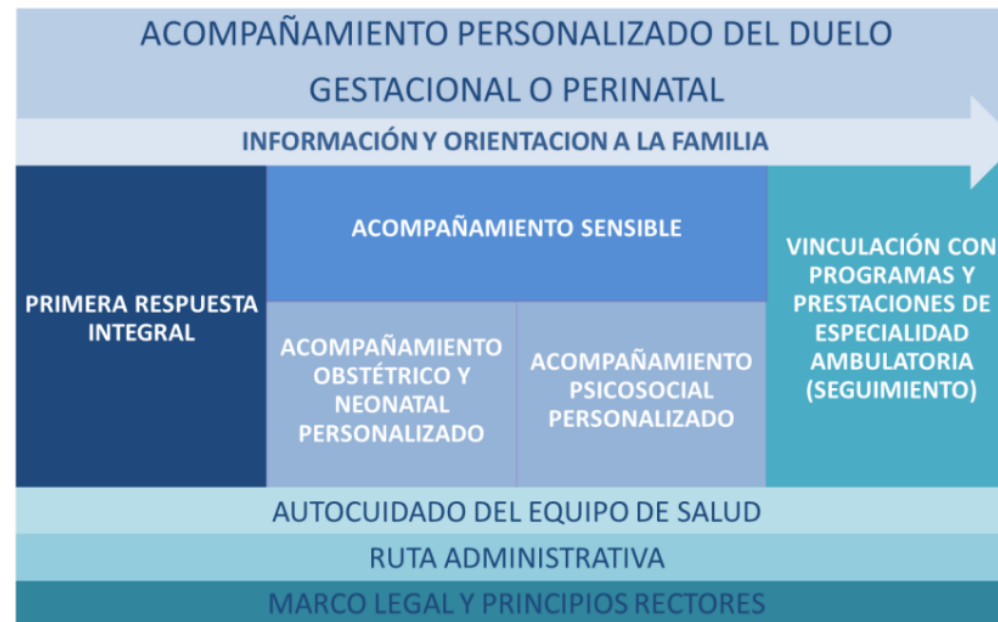 ACOMPAÑAMIENTO PERSONALIZADO DEL DUELO
GESTACIONAL O PERINATAL
INFORMACIÓN Y ORIENTACION A LA FAMILIA
PRIMERA RESPUESTA
INTEGRAL
ACOMPAÑAMIENTO SENSIBLE
ACOMPAÑAMIENTO
OBSTÉTRICO Y
NEONATAL
PERSONALIZADO
ACOMPAÑAMIENTO
PSICOSOCIAL
PERSONALIZADO
VINCULACIÓN CON
PROGRAMAS Y
PRESTACIONES DE
ESPECIALIDAD
AMBULATORIA
(SEGUIMIENTO)
AUTOCUIDADO DEL EQUIPO DE SALUD
RUTA ADMINISTRATIVA
MARCO LEGAL Y PRINCIPIOS RECTORES